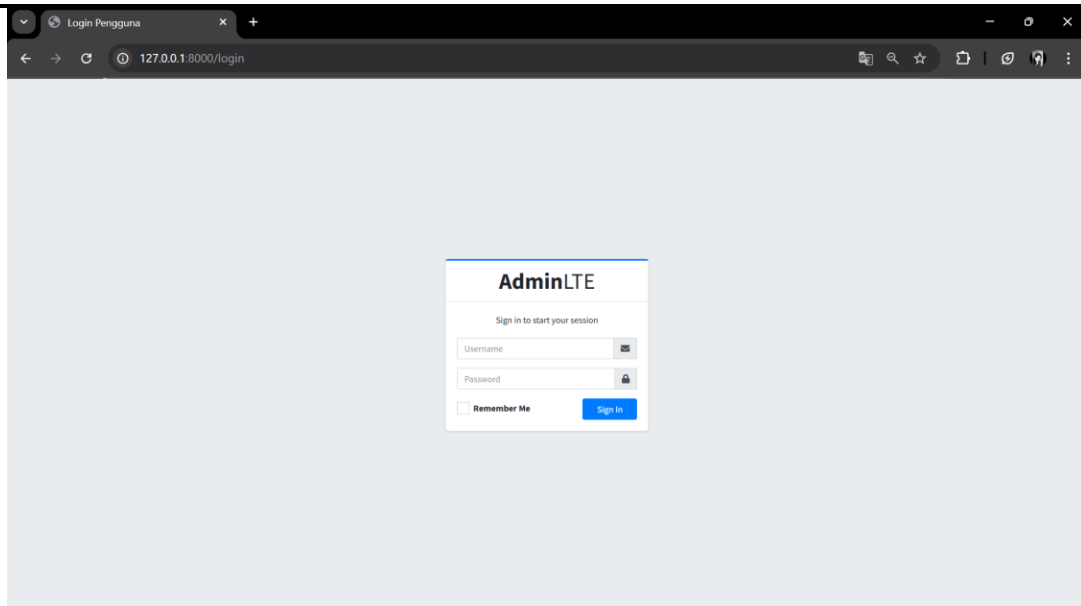 Login Pengguna
127.0.0.1:8000/login
AdminLTE
Sign in to start your session
Username
Password
Remember Me
Sign In